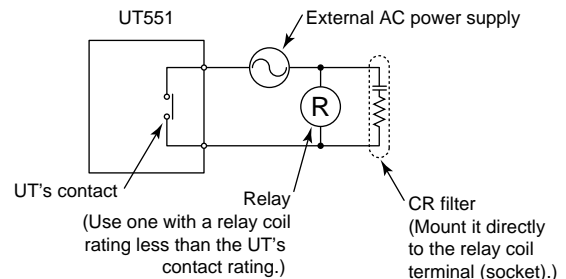 UT551
External AC power supply
R
UT's contact
Relay
(Use one with a relay coil
rating less than the UT's
contact rating.)
CR filter
(Mount it directly
to the relay coil
terminal (socket).)